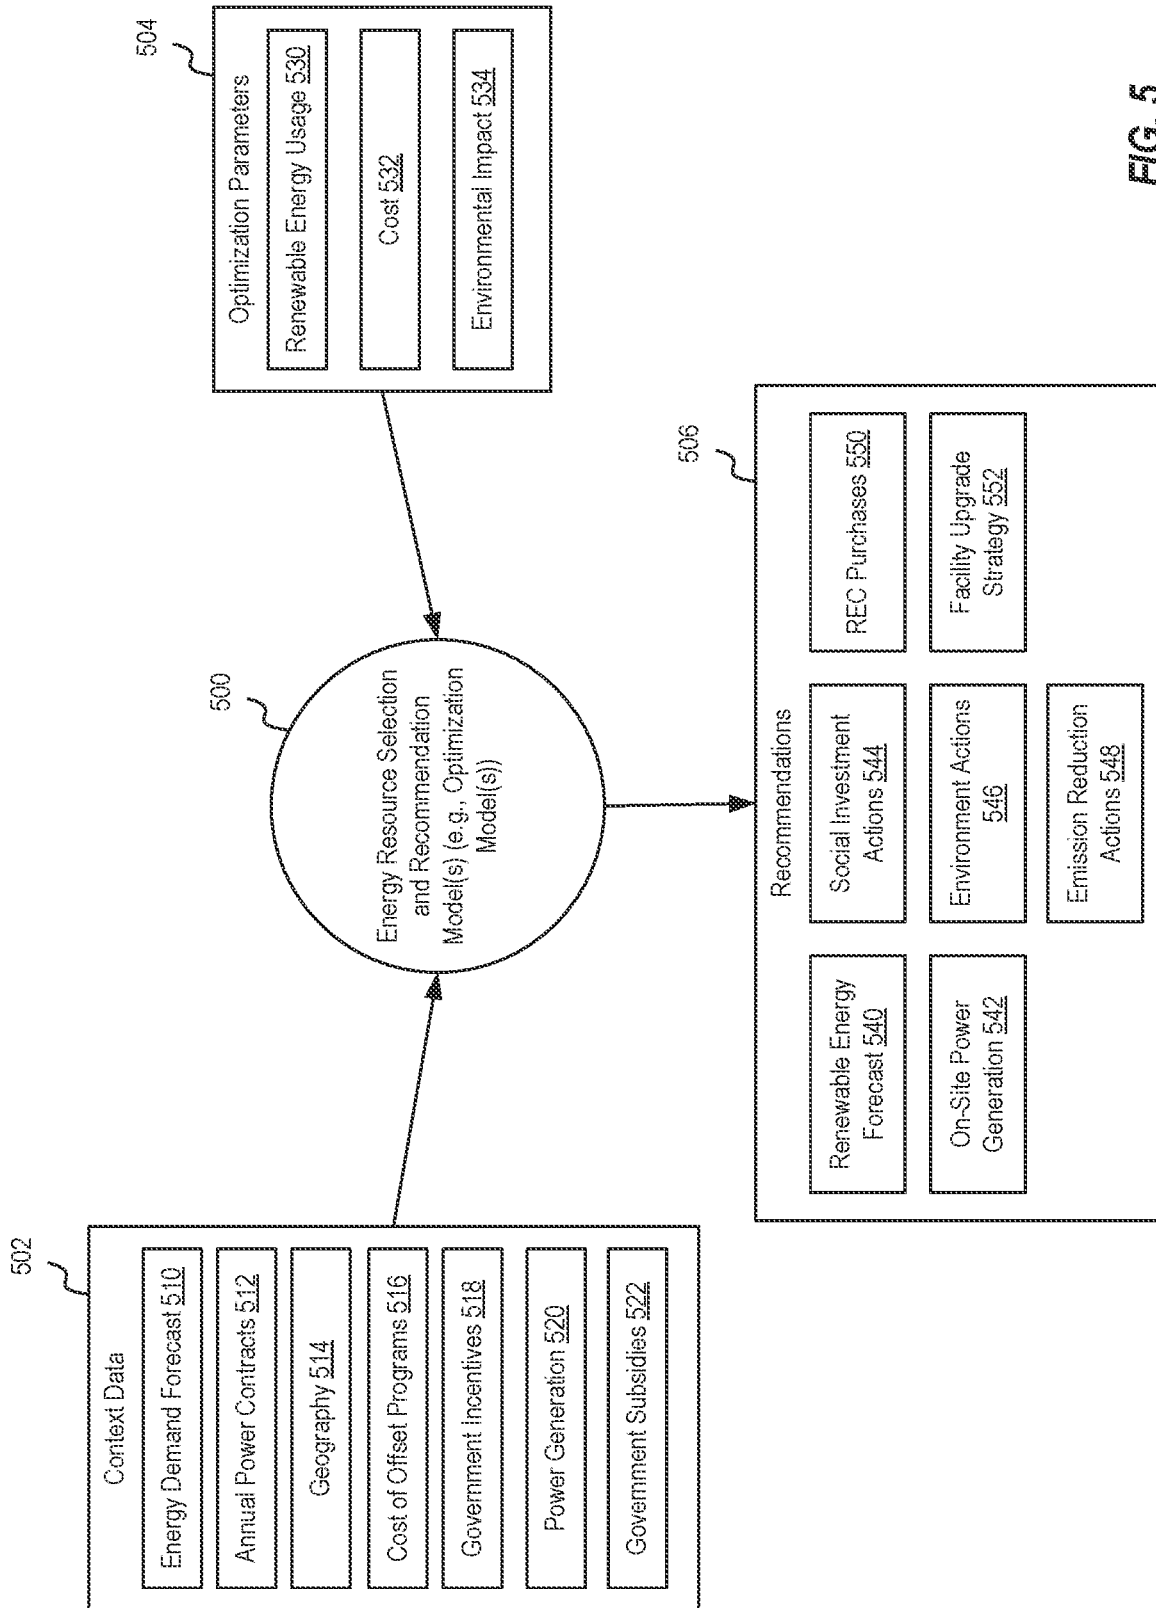 502
Context Data
Energy Demand Forecast 510
Annual Power Contracts 512
Geography 514
Cost of Offset Programs 516
Government Incentives 518
Power Generation 520
Government Subsidies 522
500
Energy Resource Selection
and Recommendation
Model(s) (e.g., Optimization
Model(s))
504
Optimization Parameters
Renewable Energy Usage 530
Cost 532
Environmental Impact 534
506
Recommendations
Renewable Energy
Forecast 540
Social Investment
Actions 544
REC Purchases 550
On-Site Power
Generation 542
Environment Actions
546
Facility Upgrade
Strategy 552
Emission Reduction
Actions 548
FIG. 5